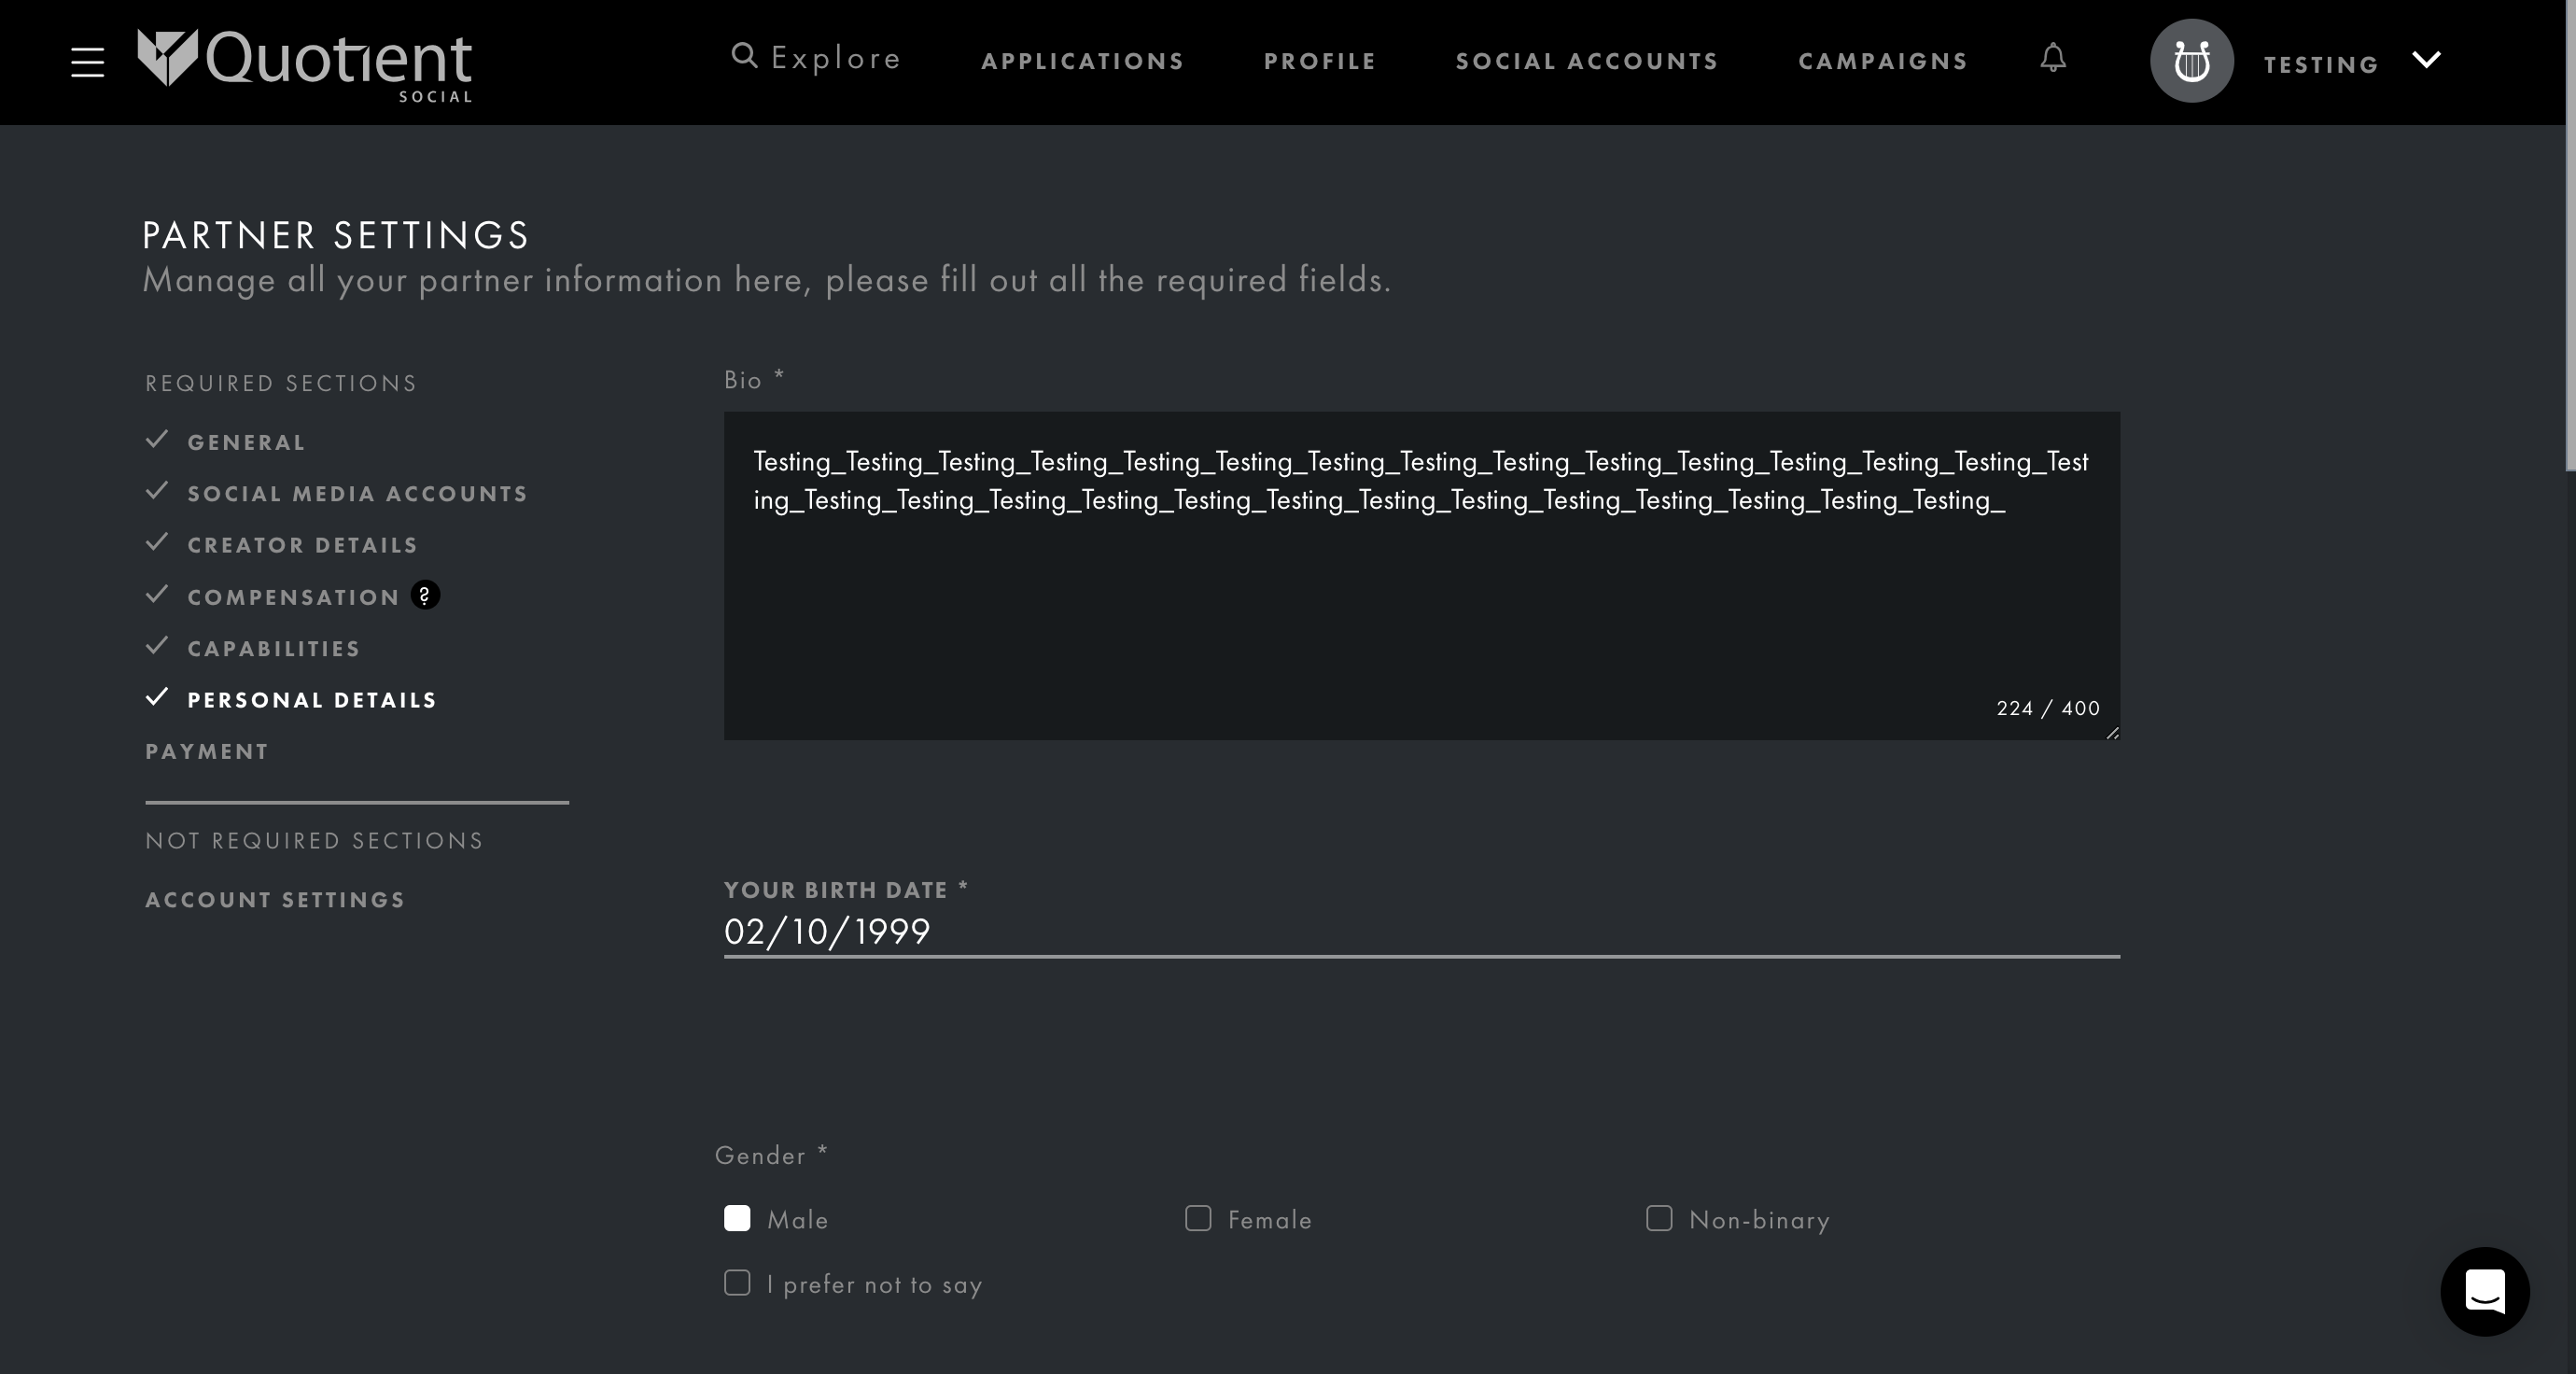 Quotient
SOCIAL
Explore
APPLICATIONS
PROFILE
SOCIAL ACCOUNTS
CAMPAIGNS
TESTING
PARTNER SETTINGS
Manage all your partner information here, please fill out all the required fields.
REQUIRED SECTIONS
GENERAL
SOCIAL MEDIA ACCOUNTS
CREATOR DETAILS
COMPENSATION ?
CAPABILITIES
PERSONAL DETAILS
PAYMENT
NOT REQUIRED SECTIONS
ACCOUNT SETTINGS
Bio *
Testing_Testing_Testing_Testing_Testing_Testing_Testing_Testing_Testing_Testing_Testing_Testing_Testing_Testing_Test
ing_Testing_Testing_Testing_Testing_Testing_Testing_Testing_Testing_Testing_Testing_Testing_Testing_Testing_
224 / 400
YOUR BIRTH DATE *
02/10/1999
Gender *
Male
Female
Non-binary
I prefer not to say